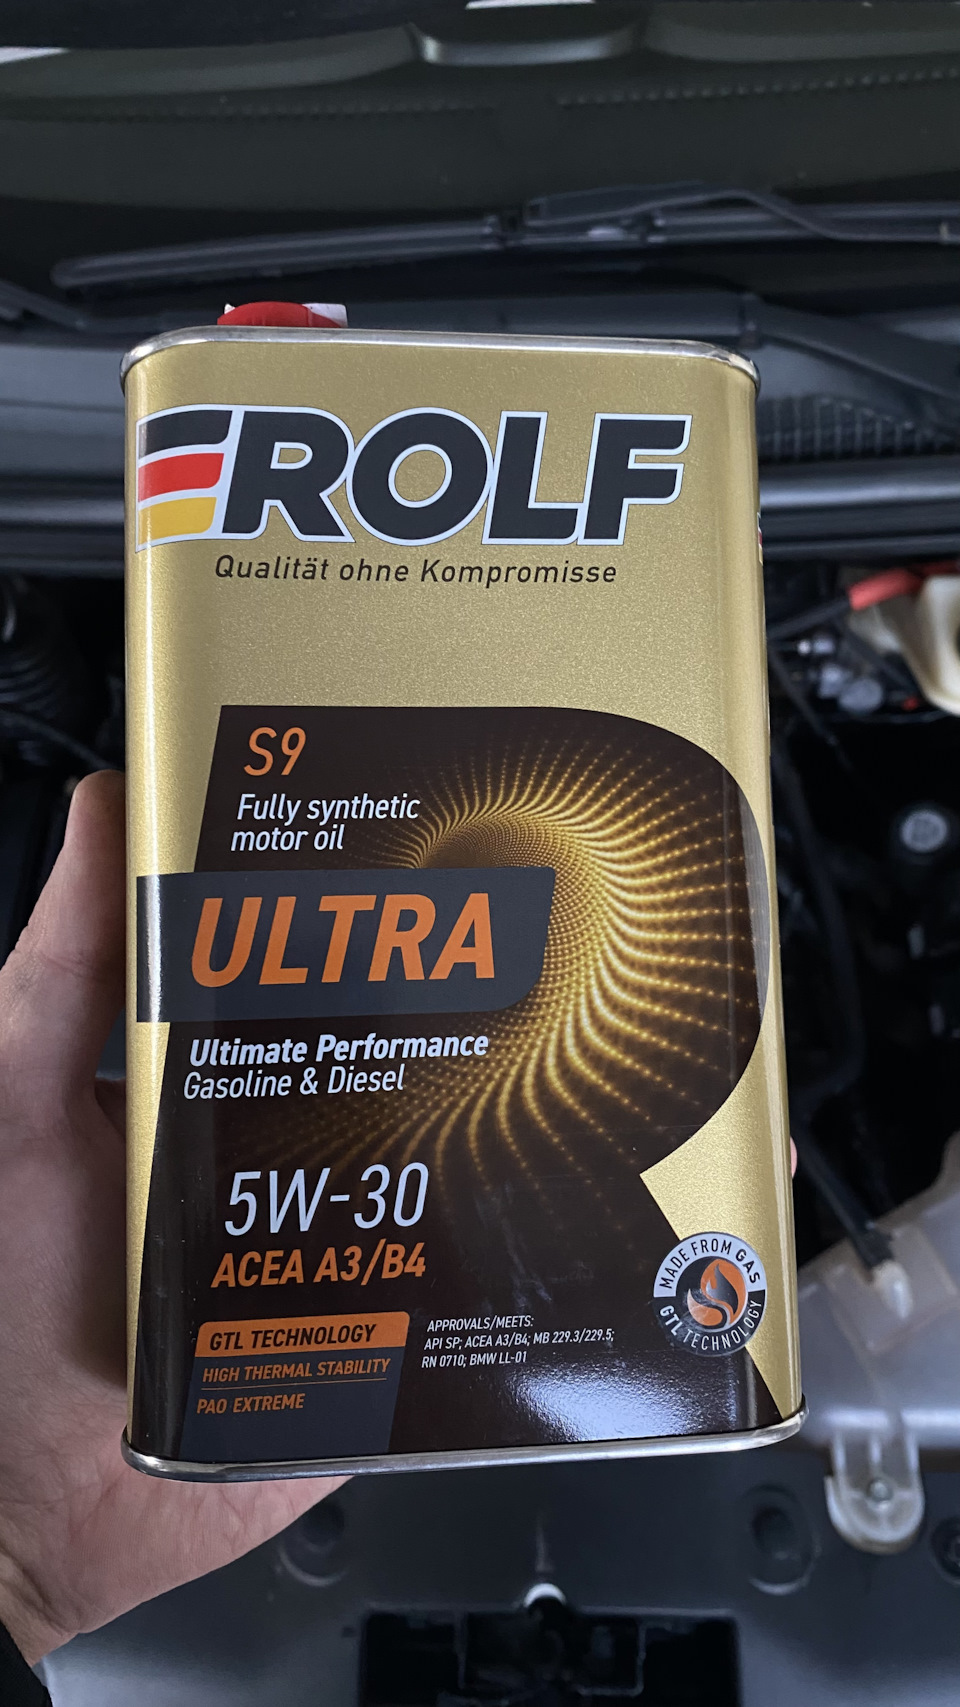 ROLF
Qualität ohne Kompromisse
S9
Fully synthetic
motor oil
ULTRA
Ultimate Performance
Gasoline & Diesel
5W-30
ACEA A3/B4
GTL TECHNOLOGY
HIGH THERMAL STABILITY
PAO EXTREME
APPROVALS/MEETS:
API SP; ACEA A3/B4; MB 229.3/229.5;
RN 0710; BMW LL-01
MADE FROM GAS
GTL TECHNOLOGY